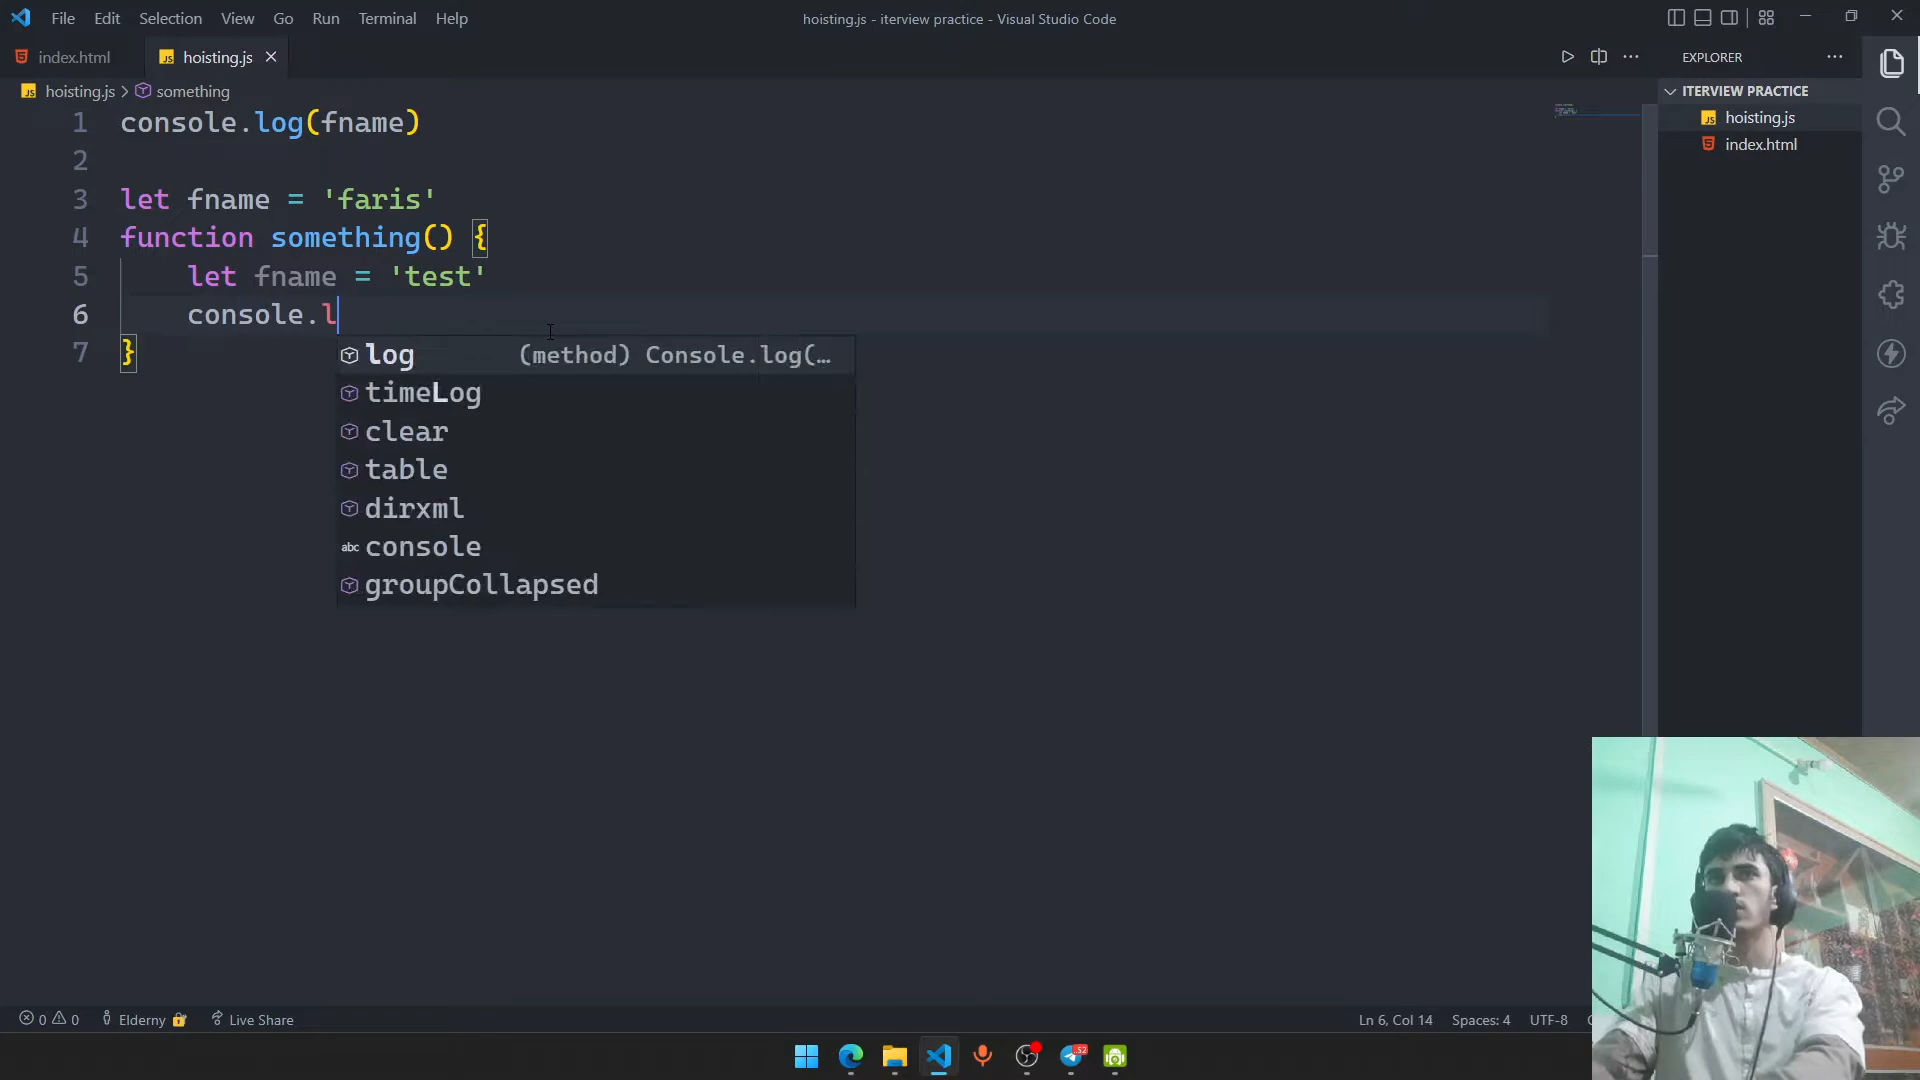 File Edit Selection View Go Run Terminal Help
hoisting.js - iterview practice - Visual Studio Code
index.html
hoisting.js
EXPLORER
hoisting.js > something
ITERVIEW PRACTICE
hoisting.js
index.html
1 console.log(fname)
2
3 let fname = 'faris'
4 function something() {
5 let fname = 'test'
6 console.l
7 }
log (method) Console.log(…
timeLog
clear
table
dirxml
abc console
groupCollapsed
0 0 Elderny Live Share
Ln 6, Col 14 Spaces: 4 UTF-8